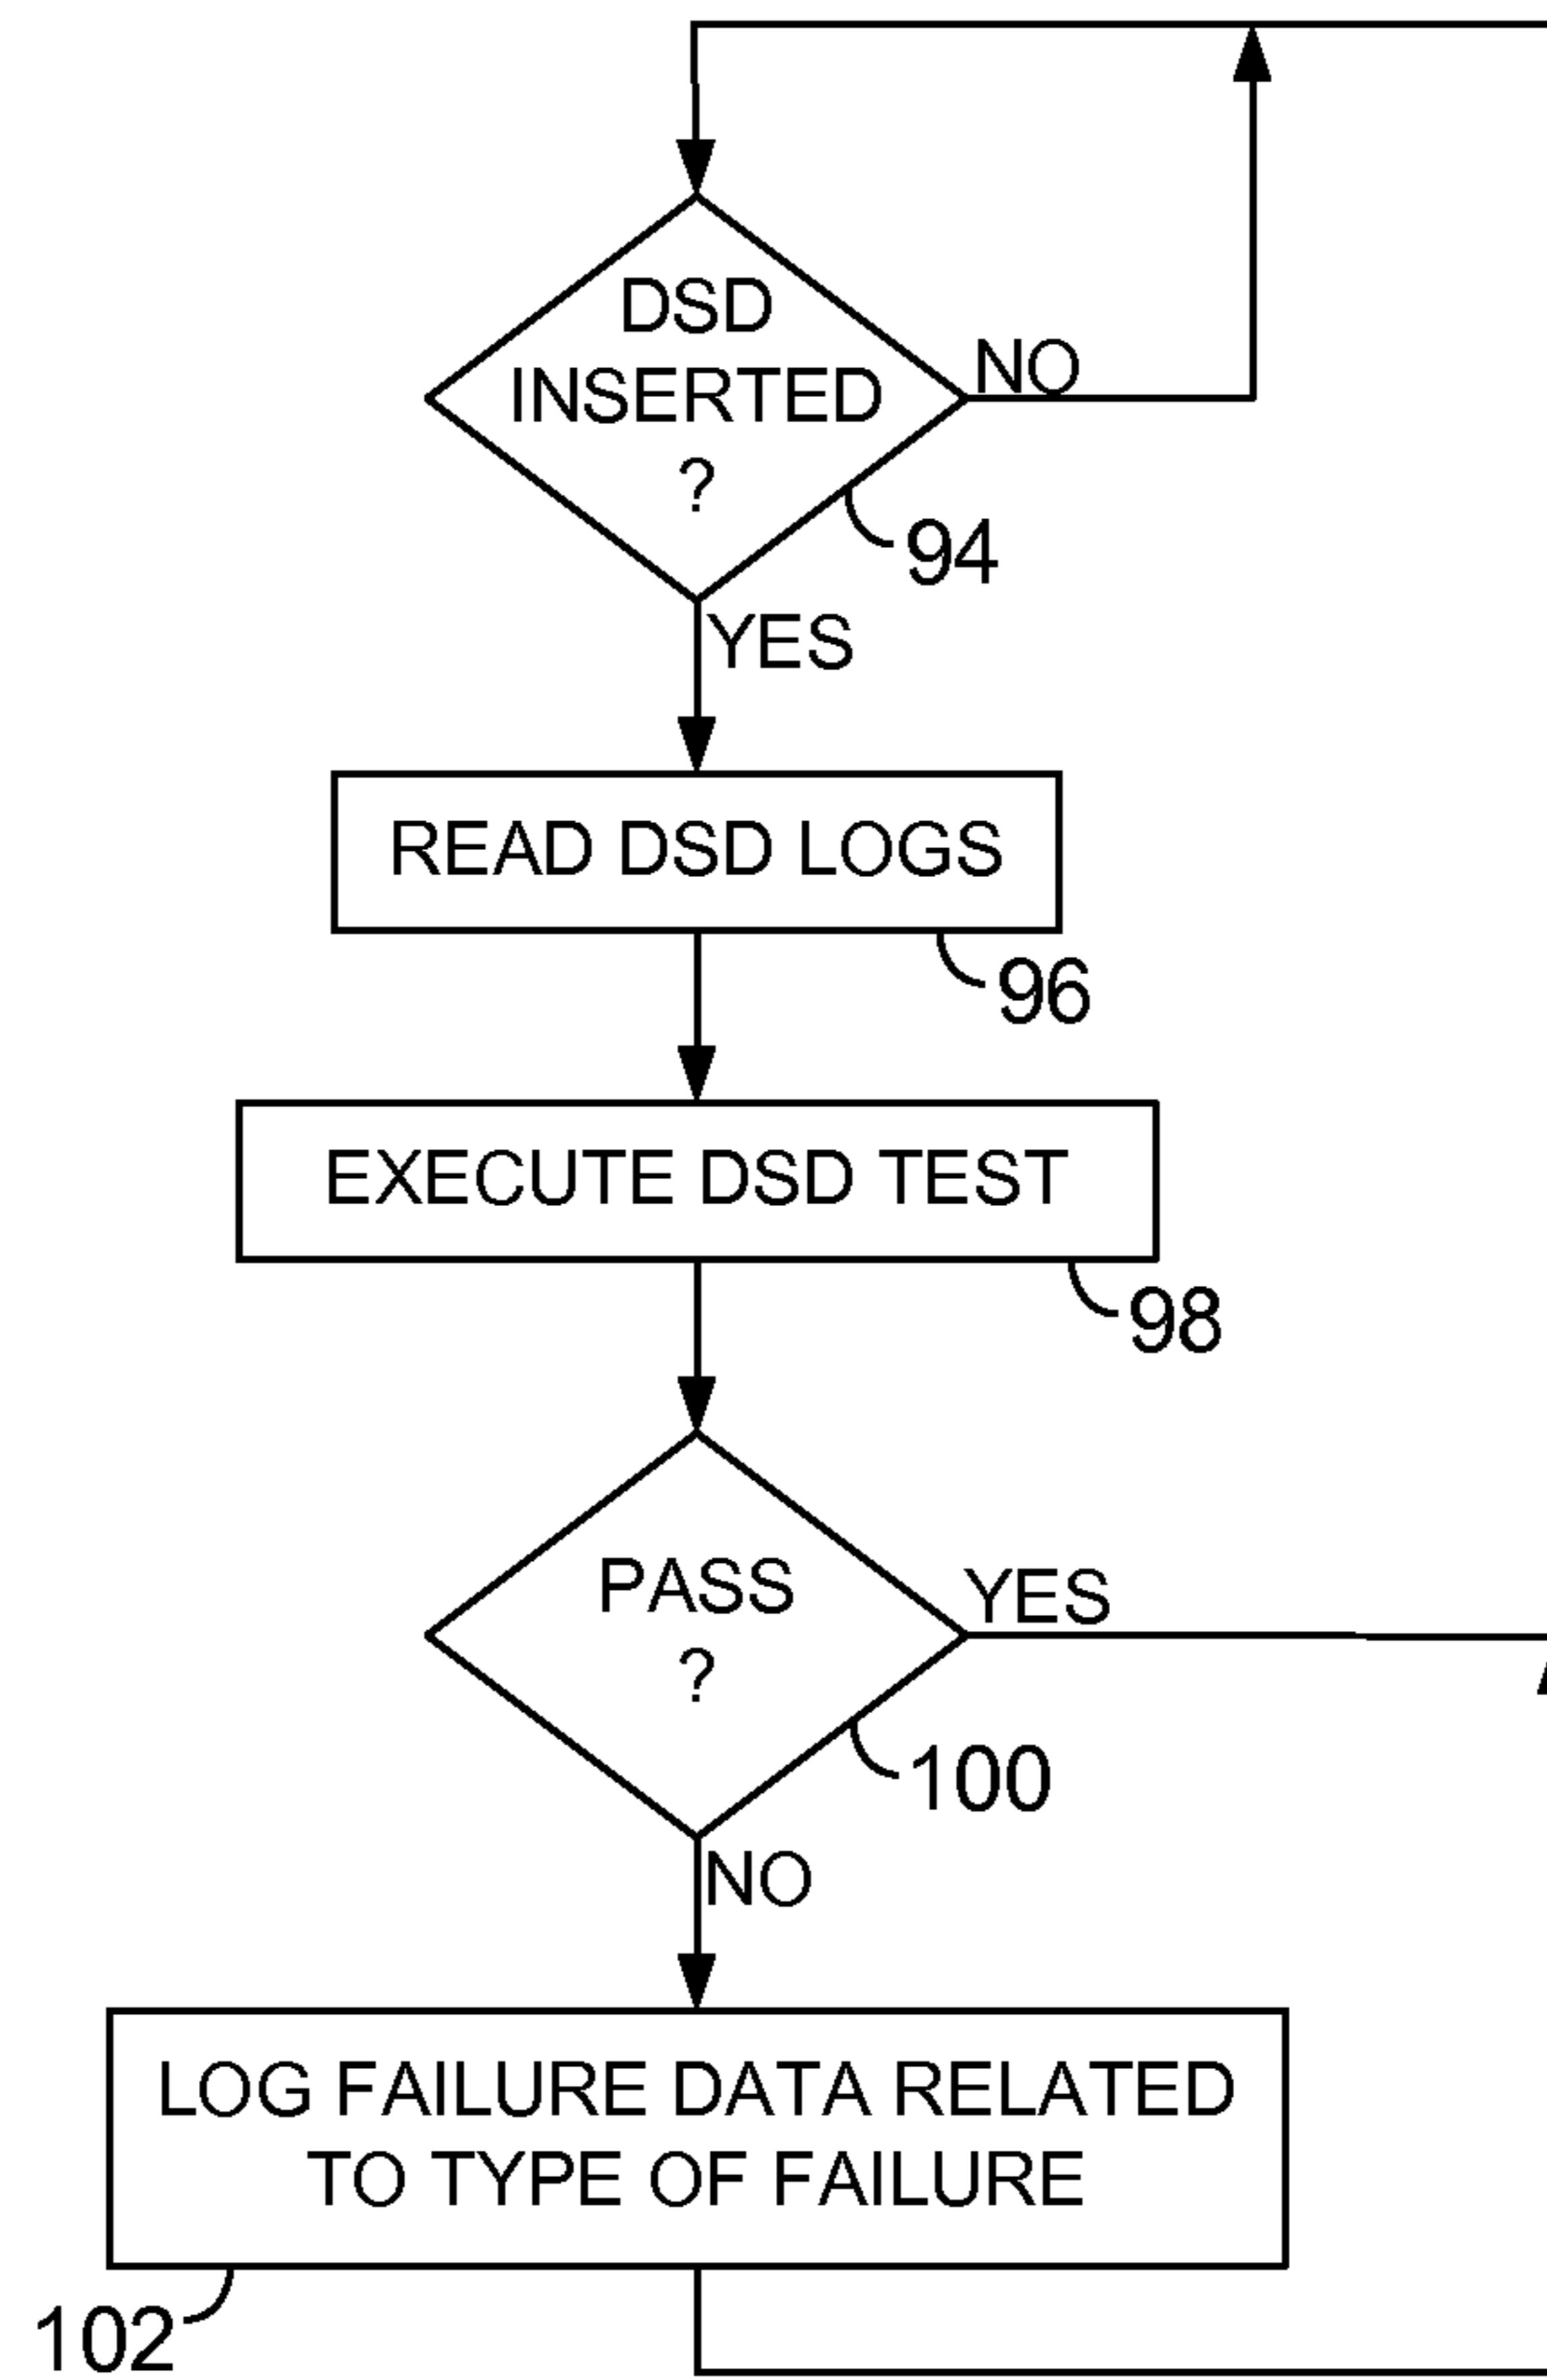 DSD
INSERTED
?
NO
94
YES
READ DSD LOGS
96
EXECUTE DSD TEST
98
PASS
?
YES
100
NO
LOG FAILURE DATA RELATED
TO TYPE OF FAILURE
102